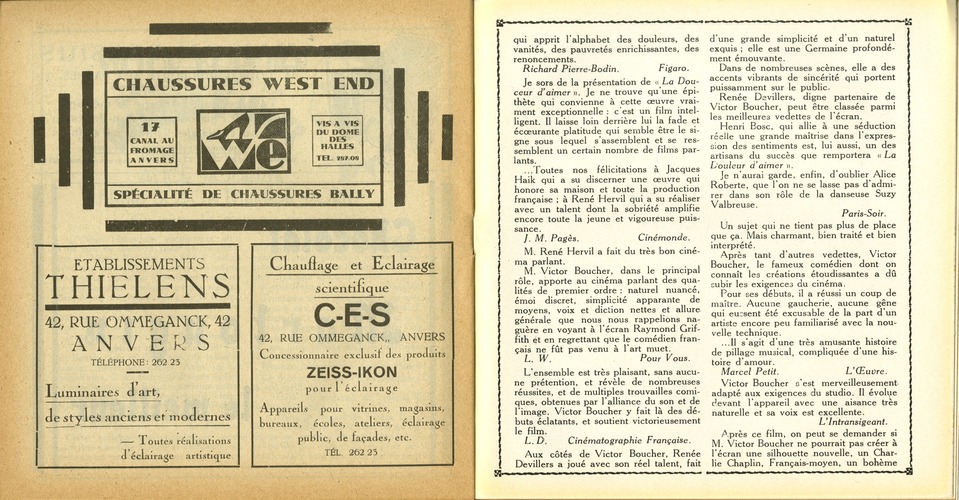 CHAUSSURES WEST END
17
CANAL AU
FROMAGE
ANVERS
We
VIS A VIS
DU DOME
DES
HALLES
TEL. 297.09
SPÉCIALITÉ DE CHAUSSURES BALLY
ETABLISSEMENTS
THIELENS
42, RUE OMMEGANCK, 42
ANVERS
TÉLÉPHONE: 262 23
Luminaires d'art,
de styles anciens et modernes
— Toutes réalisations
d'éclairage artistique
Chauffage et Eclairage
scientifique
C-E-S
42, RUE OMMEGANCK,, ANVERS
Concessionnaire exclusif des produits
ZEISS-IKON
pour l'éclairage
Appareils pour vitrines, magasins,
bureaux, écoles, ateliers, éclairage
public, de façades, etc.
TÉL. 262 23
qui apprit l'alphabet des douleurs, des
vanités, des pauvretés enrichissantes, des
renoncements.
Richard Pierre-Bodin. Figaro.
Je sors de la présentation de « La Dou-
ceur d'aimer ». Je ne trouve qu'une épi-
thète qui convienne à cette œuvre vrai-
ment exceptionnelle : c'est un film intel-
ligent. Il laisse loin derrière lui la fade et
écœurante platitude qui semble être le si-
gne sous lequel s'assemblent et se res-
semblent un certain nombre de films par-
lants.
...Toutes nos félicitations à Jacques
Haik qui a su discerner une œuvre qui
honore sa maison et toute la production
française ; à René Hervil qui a su réaliser
avec un talent dont la sobriété amplifie
encore toute la jeune et vigoureuse puis-
sance.
J. M. Pagès. Cinémonde.
M. René Hervil a fait du très bon ciné-
ma parlant.
M. Victor Boucher, dans le principal
rôle, apporte au cinéma parlant des qua-
lités de premier ordre : naturel nuancé,
émoi discret, simplicité apparante de
moyens, voix et diction nettes et allure
générale que nous nous rappelions na-
guère en voyant à l'écran Raymond Grif-
fith et en regrettant que le comédien fran-
çais ne fût pas venu à l'art muet.
L. W. Pour Vous.
L'ensemble est très plaisant, sans aucu-
ne prétention, et révèle de nombreuses
réussites, et de multiples trouvailles comi-
ques, obtenues par l'alliance du son et de
l'image. Victor Boucher y fait là des dé-
buts éclatants, et soutient victorieusement
le film.
L. D. Cinématographie Française.
Aux côtés de Victor Boucher, Renée
Devillers a joué avec son réel talent, fait
d'une grande simplicité et d'un naturel
exquis ; elle est une Germaine profondé-
ment émouvante.
Dans de nombreuses scènes, elle a des
accents vibrants de sincérité qui portent
puissamment sur le public.
Renée Devillers, digne partenaire de
Victor Boucher, peut être classée parmi
les meilleures vedettes de l'écran.
Henri Bosc, qui allie à une séduction
réelle une grande maîtrise dans l'expres-
sion des sentiments est, lui aussi, un des
artisans du succès que remportera « La
Douleur d'aimer ».
Je n'aurai garde, enfin, d'oublier Alice
Roberte, que l'on ne se lasse pas d'admi-
rer dans son rôle de la danseuse Suzy
Valbreuse.
Paris-Soir.
Un sujet qui ne tient pas plus de place
que ça. Mais charmant, bien traité et bien
interprété.
Après tant d'autres vedettes, Victor
Boucher, le fameux comédien dont on
connaît les créations étoudissantes a dû
subir les exigences du cinéma.
Pour ses débuts, il a réussi un coup de
maître. Aucune gaucherie, aucune gêne
qui eussent été excusable de la part d'un
artiste encore peu familiarisé avec la nou-
velle technique.
...Il s'agit d'une très amusante histoire
de pillage musical, compliquée d'une his-
toire d'amour.
Marcel Petit. L'Œuvre.
Victor Boucher s'est merveilleusement
adapté aux exigences du studio. Il évolue
devant l'appareil avec une aisance très
naturelle et sa voix est excellente.
L'Intransigeant.
Après ce film, on peut se demander si
M. Victor Boucher ne pourrait pas créer à
l'écran une silhouette nouvelle, un Char-
lie Chaplin, Français-moyen, un bohème